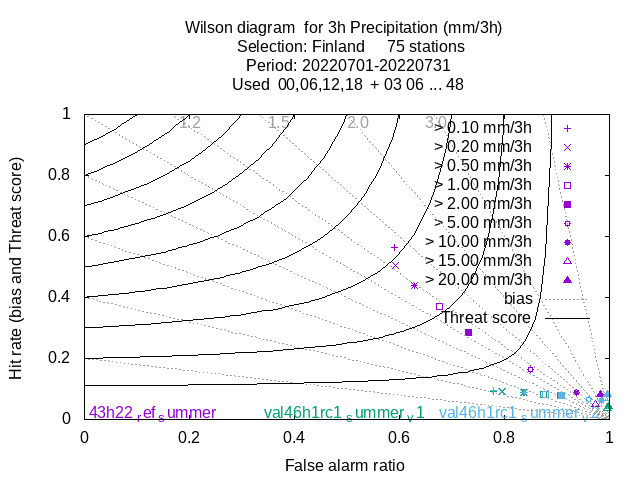 Wilson diagram  for 3h Precipitation (mm/3h)
Selection: Finland     75 stations
Period: 20220701-20220731
Used  00,06,12,18  + 03 06 ... 48
1.2 1.5 2.0 3.0
> 0.10 mm/3h
> 0.20 mm/3h
> 0.50 mm/3h
> 1.00 mm/3h
> 2.00 mm/3h
> 5.00 mm/3h
> 10.00 mm/3h
> 15.00 mm/3h
> 20.00 mm/3h
bias
Threat score
Hit rate (bias and Threat score)
1
0.8
0.6
0.4
0.2
0
43h22_ref_summer val46h1rc1_summer_v1 val46h1rc1_summer_v2
0 0.2 0.4 0.6 0.8 1
False alarm ratio